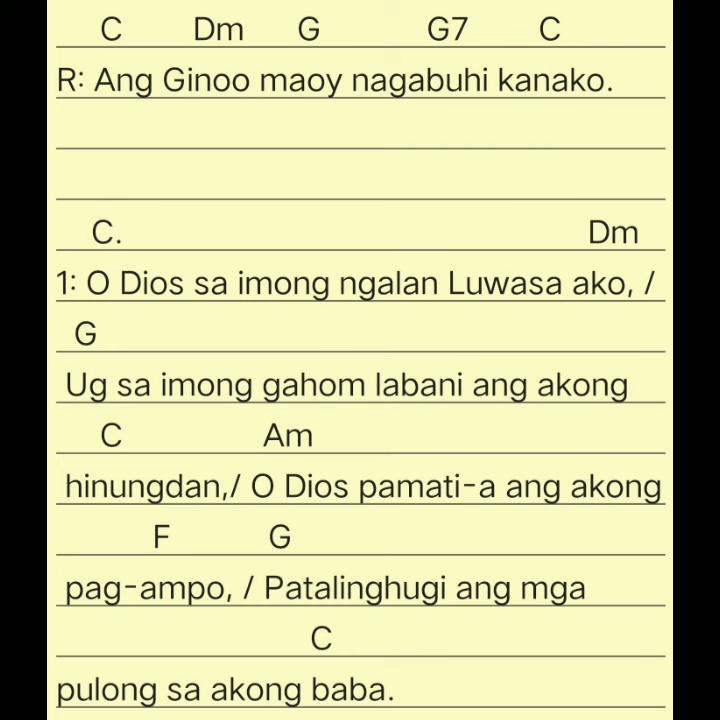 C Dm G G7 C
R: Ang Ginoo maoy nagabuhi kanako.
C. Dm
1: O Dios sa imong ngalan Luwasa ako, /
G
Ug sa imong gahom labani ang akong
C Am
hinungdan,/ O Dios pamati-a ang akong
F G
pag-ampo, / Patalinghugi ang mga
C
pulong sa akong baba.